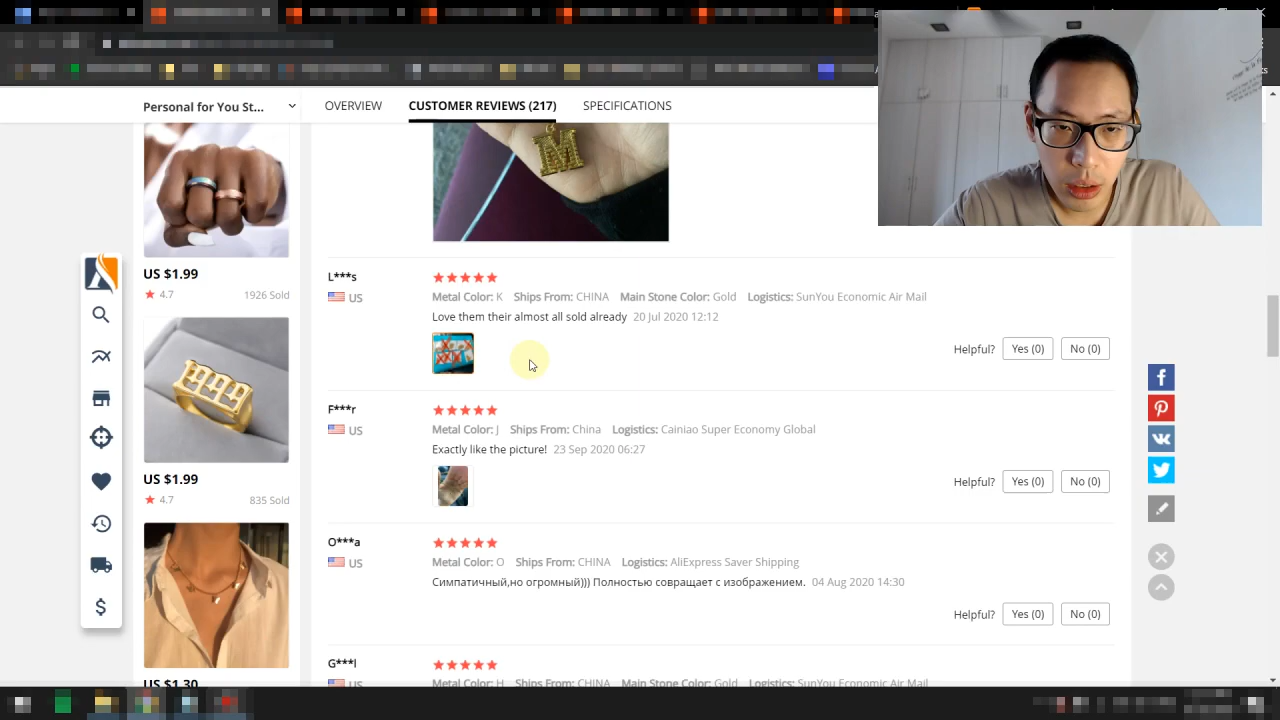 Personal for You St...
OVERVIEW
CUSTOMER REVIEWS (217)
SPECIFICATIONS
M
US $1.99
4.7
1926 Sold
US $1.99
4.7
835 Sold
US $1.30
L***s
US
Metal Color: K Ships From: CHINA Main Stone Color: Gold Logistics: SunYou Economic Air Mail
Love them their almost all sold already 20 Jul 2020 12:12
Helpful? Yes (0) No (0)
F***r
US
Metal Color: J Ships From: China Logistics: Cainiao Super Economy Global
Exactly like the picture! 23 Sep 2020 06:27
Helpful? Yes (0) No (0)
O***a
US
Metal Color: O Ships From: CHINA Logistics: AliExpress Saver Shipping
Симпатичный,но огромный))) Полностью совращает с изображением. 04 Aug 2020 14:30
Helpful? Yes (0) No (0)
G***l
US
Metal Color: H Ships From: CHINA Main Stone Color: Gold Logistics: SunYou Economic Air Mail